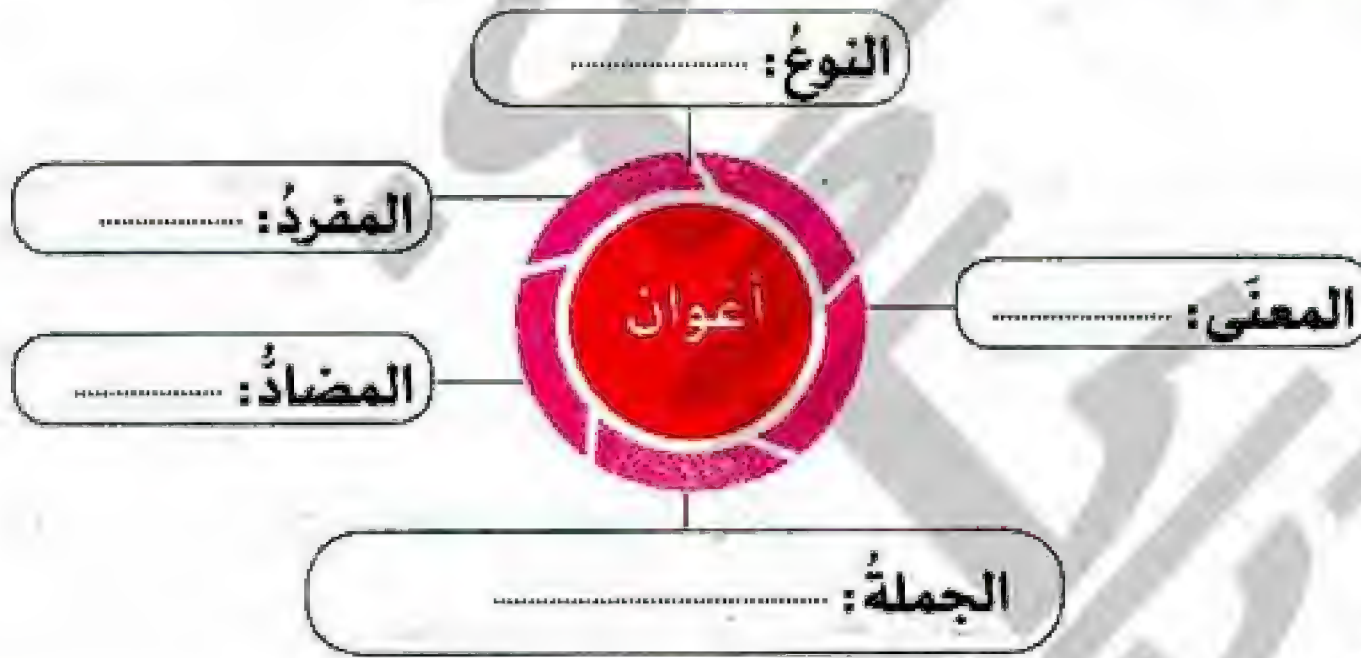 النوعُ: ....................
المفردُ: ....................
أعوان
المعنَى: ....................
المضادُّ: ....................
الجملةُ: ....................